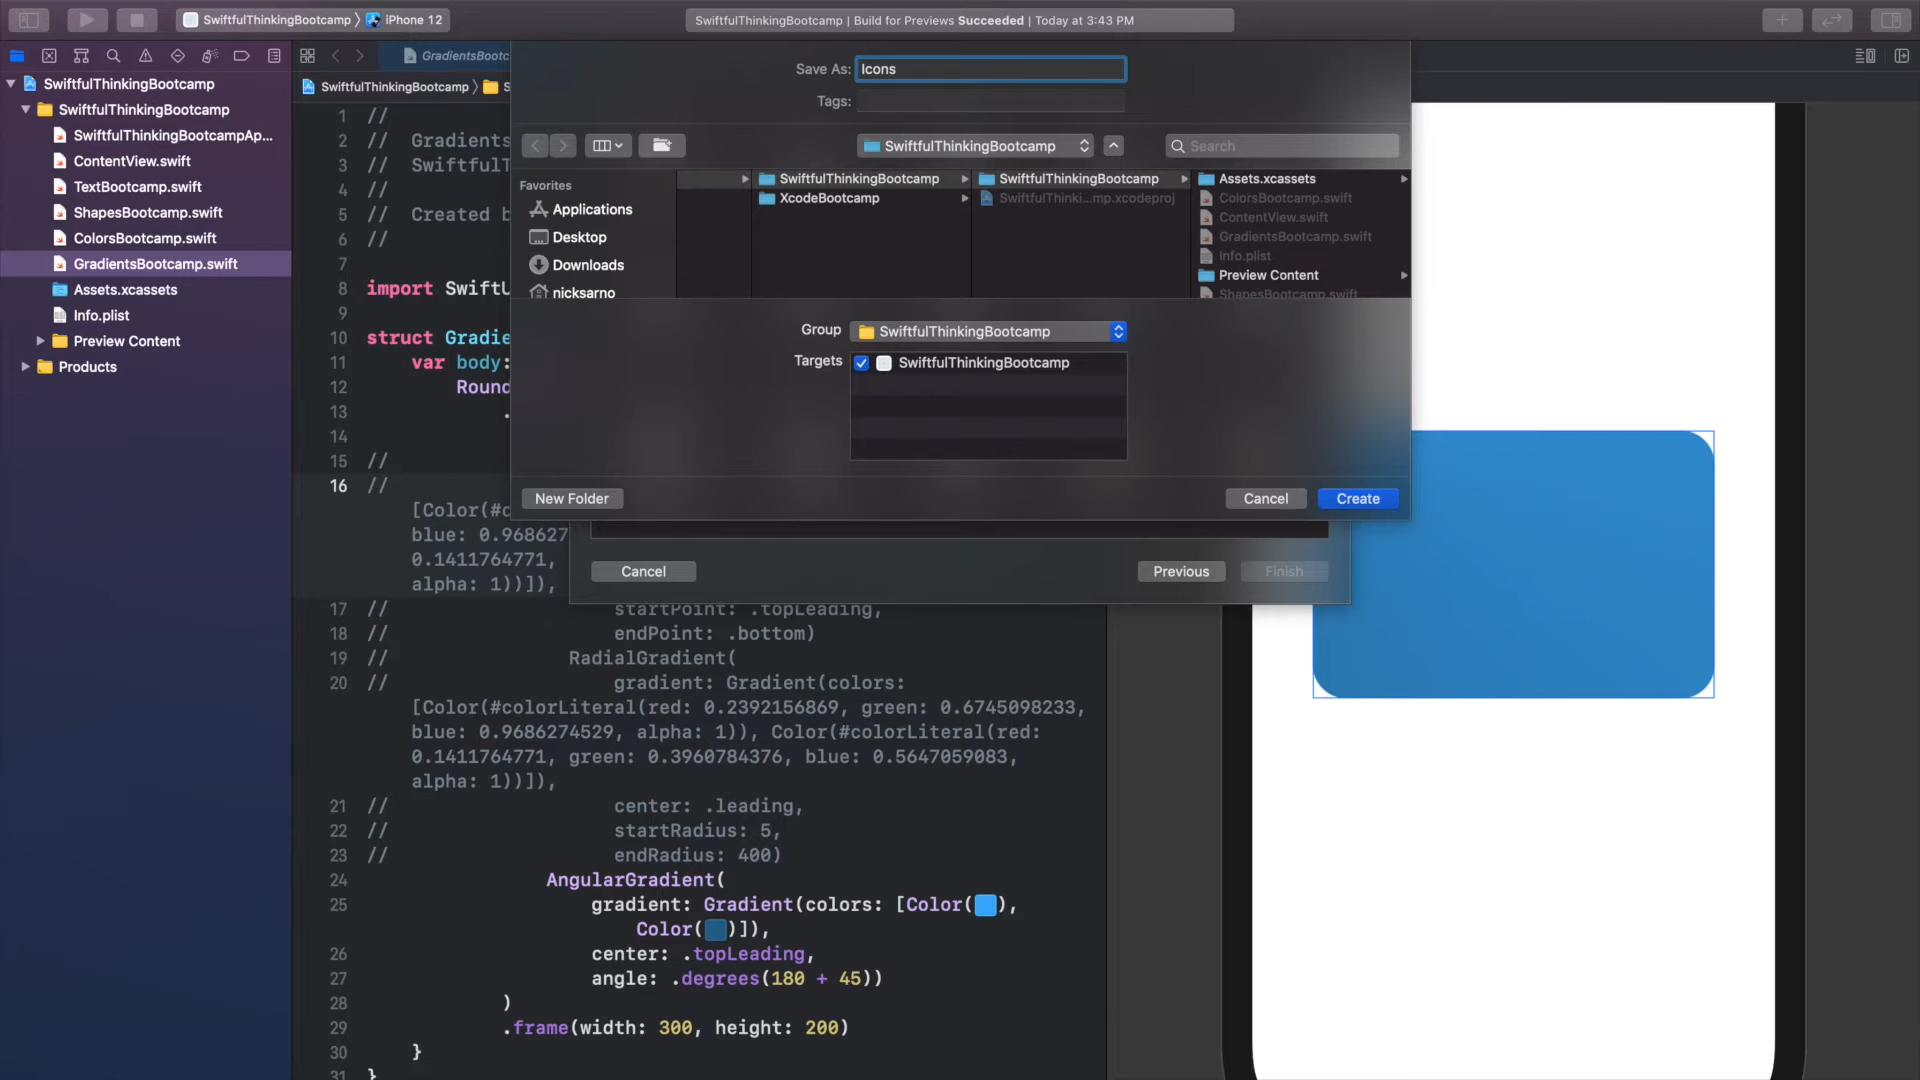 SwiftfulThinkingBootcamp 〉 iPhone 12
SwiftfulThinkingBootcamp | Build for Previews Succeeded | Today at 3:43 PM
GradientsBootc
SwiftfulThinkingBootcamp
SwiftfulThinkingBootcamp
SwiftfulThinkingBootcampAp...
ContentView.swift
TextBootcamp.swift
ShapesBootcamp.swift
ColorsBootcamp.swift
GradientsBootcamp.swift
Assets.xcassets
Info.plist
Preview Content
Products
SwiftfulThinkingBootcamp 〉 S
Save As: Icons
Tags:
SwiftfulThinkingBootcamp
Search
Favorites
Applications
Desktop
Downloads
nicksarno
SwiftfulThinkingBootcamp
XcodeBootcamp
SwiftfulThinkingBootcamp
SwiftfulThinki...mp.xcodeproj
Assets.xcassets
ColorsBootcamp.swift
ContentView.swift
GradientsBootcamp.swift
Info.plist
Preview Content
ShapesBootcamp.swift
Group SwiftfulThinkingBootcamp
Targets SwiftfulThinkingBootcamp
New Folder
Cancel
Create
Cancel
Previous
Finish
1 //
2 // Gradients
3 // SwiftfulT
4 //
5 // Created b
6 //
7
8 import SwiftU
9
10 struct Gradie
11 var body:
12 Round
13 .
14
15 //
16 //
[Color(#c
blue: 0.968627
0.1411764771,
alpha: 1))]),
17 // startPoint: .topLeading,
18 // endPoint: .bottom)
19 // RadialGradient(
20 // gradient: Gradient(colors:
[Color(#colorLiteral(red: 0.2392156869, green: 0.6745098233,
blue: 0.9686274529, alpha: 1)), Color(#colorLiteral(red:
0.1411764771, green: 0.3960784376, blue: 0.5647059083,
alpha: 1))]),
21 // center: .leading,
22 // startRadius: 5,
23 // endRadius: 400)
24 AngularGradient(
25 gradient: Gradient(colors: [Color( ),
Color( )]),
26 center: .topLeading,
27 angle: .degrees(180 + 45))
28 )
29 .frame(width: 300, height: 200)
30 }
31 }